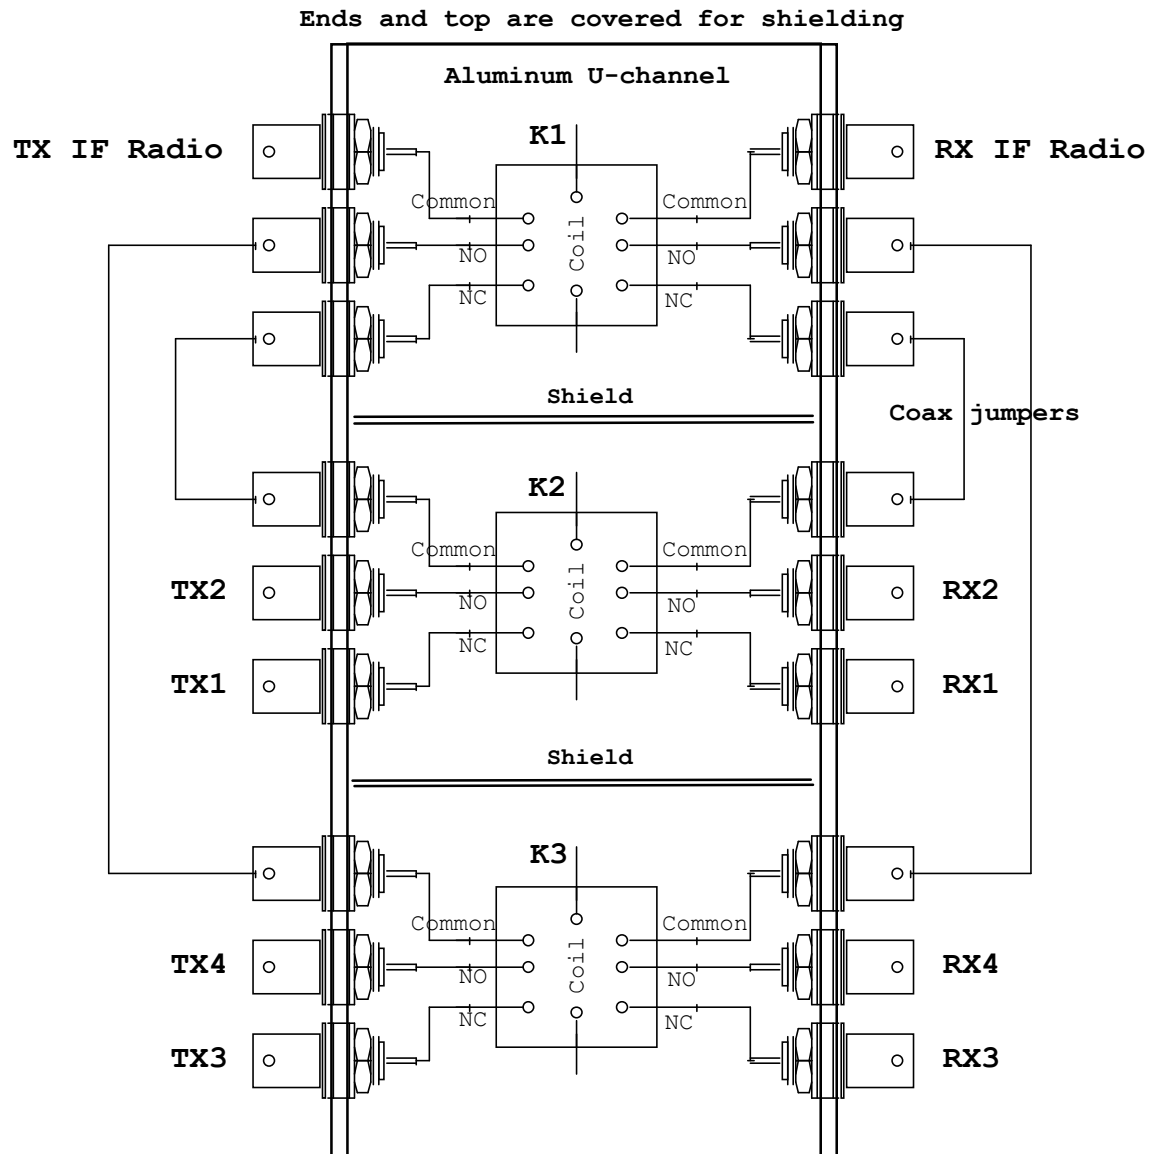 Ends and top are covered for shielding
Aluminum U-channel
TX IF Radio
K1
RX IF Radio
Common
Common
Coil
NO
NO
NC
NC
Shield
Coax jumpers
K2
Common
Common
Coil
TX2
NO
NO
RX2
NC
NC
TX1
RX1
Shield
K3
Common
Common
Coil
TX4
NO
NO
RX4
NC
NC
TX3
RX3